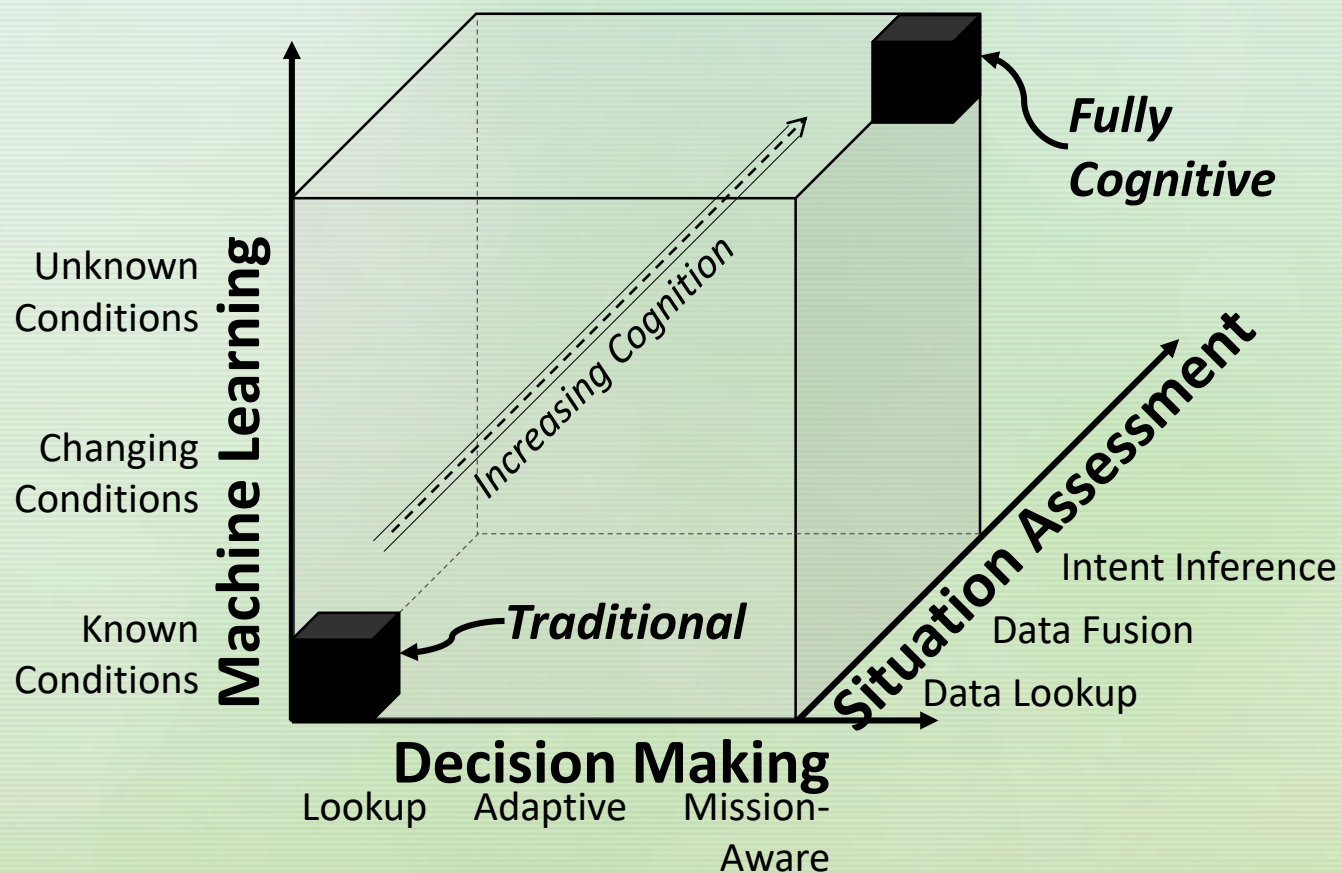 Fully
Cognitive
Unknown
Conditions
Machine Learning
Increasing Cognition
Changing
Conditions
Situation Assessment
Intent Inference
Data Fusion
Data Lookup
Known
Conditions
Traditional
Decision Making
Lookup Adaptive Mission-
Aware